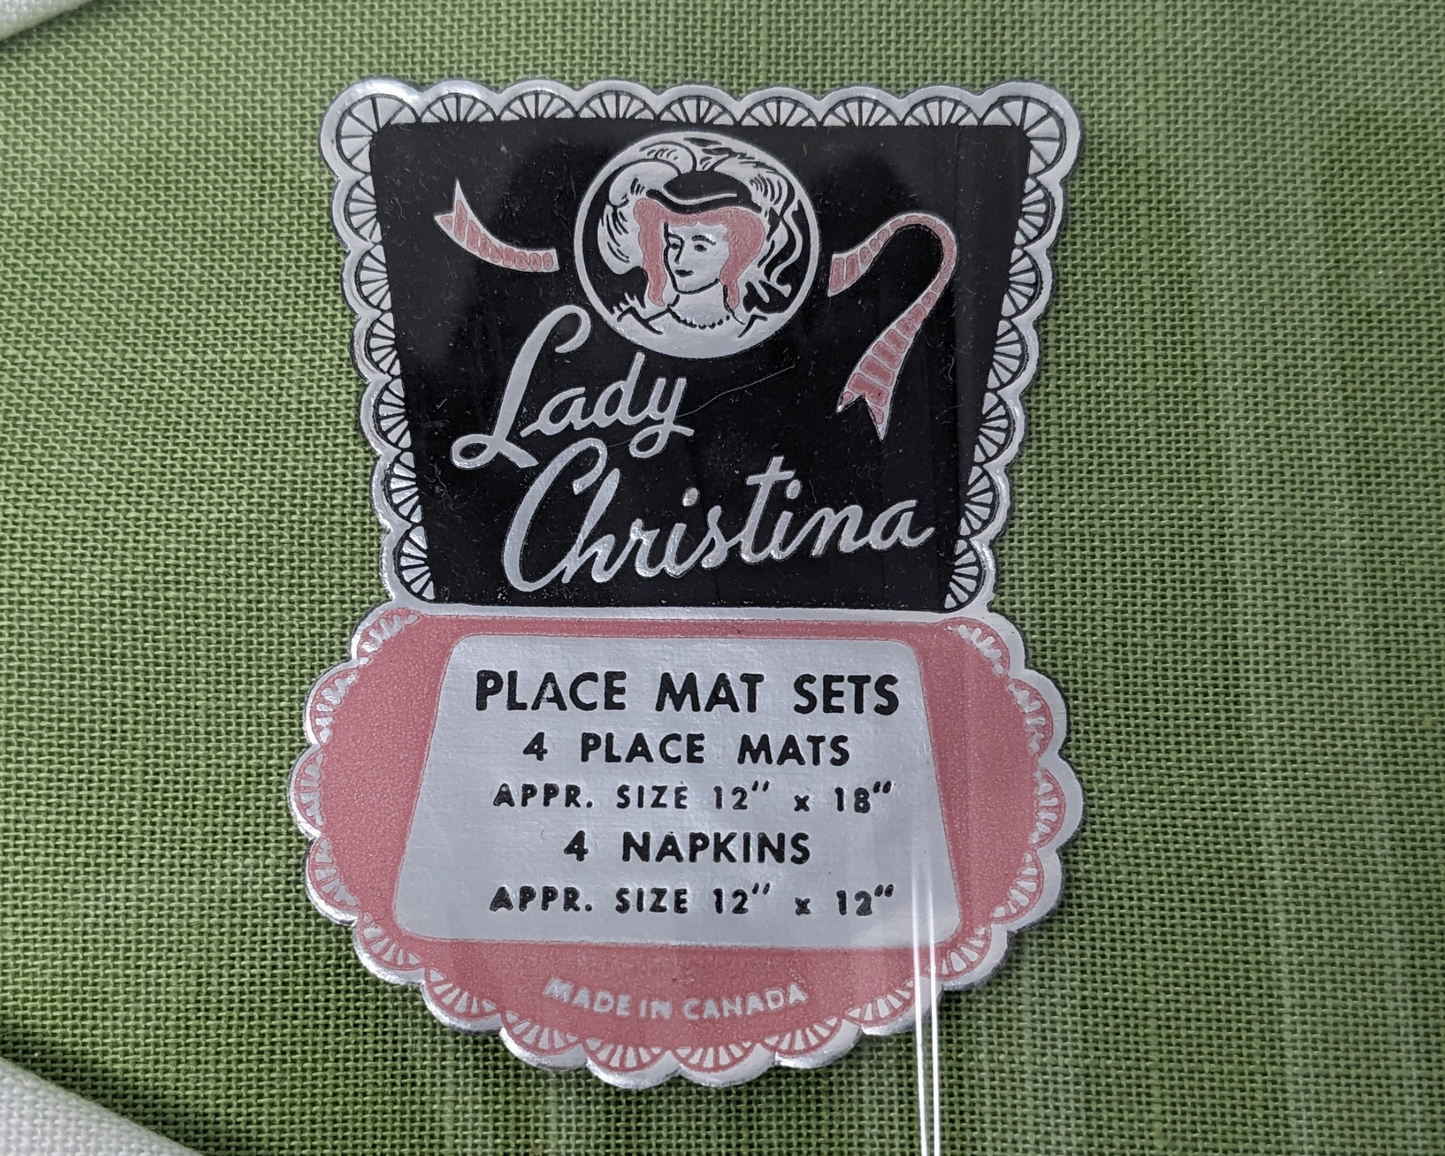 Lady
Christina
PLACE MAT SETS
4 PLACE MATS
APPR. SIZE 12" x 18"
4 NAPKINS
APPR. SIZE 12" x 12"
MADE IN CANADA